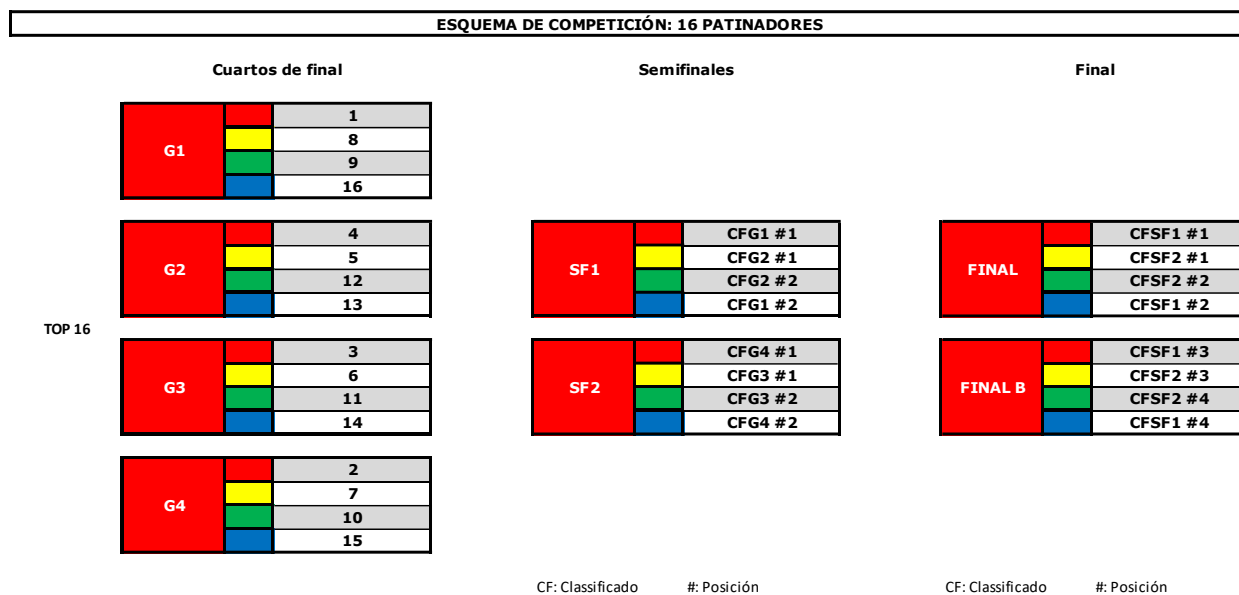 ESQUEMA DE COMPETICIÓN: 16 PATINADORES
Cuartos de final
Semifinales
Final
TOP 16
G1
1
8
9
16
G2
4
5
12
13
G3
3
6
11
14
G4
2
7
10
15
SF1
CFG1 #1
CFG2 #1
CFG2 #2
CFG1 #2
SF2
CFG4 #1
CFG3 #1
CFG3 #2
CFG4 #2
CF: Classificado #: Posición
FINAL
CFSF1 #1
CFSF2 #1
CFSF2 #2
CFSF1 #2
FINAL B
CFSF1 #3
CFSF2 #3
CFSF2 #4
CFSF1 #4
CF: Classificado #: Posición